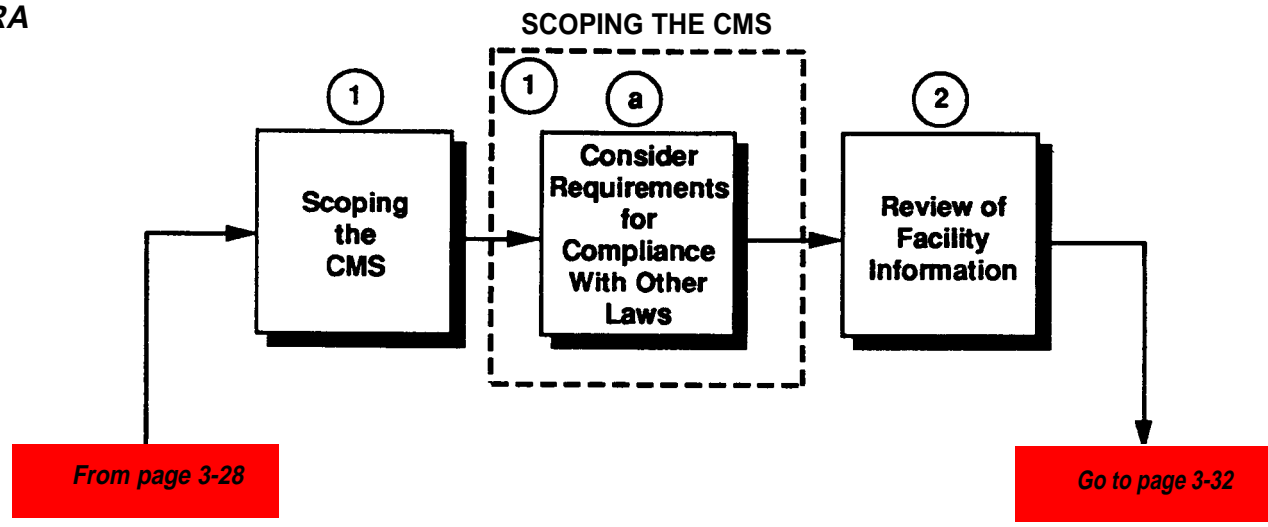 RA
SCOPING THE CMS
1
Scoping
the
CMS
1
a
Consider
Requirements
for
Compliance
With Other
Laws
2
Review of
Facility
Information
From page 3-28
Go to page 3-32